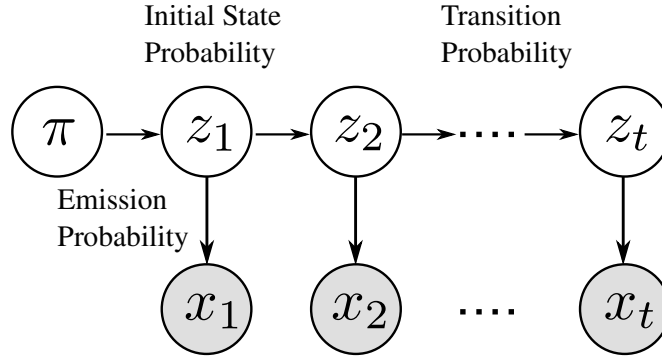 Initial State
Probability
Transition
Probability
π z₁ z₂ .... zₜ
Emission
Probability
x₁ x₂ .... xₜ